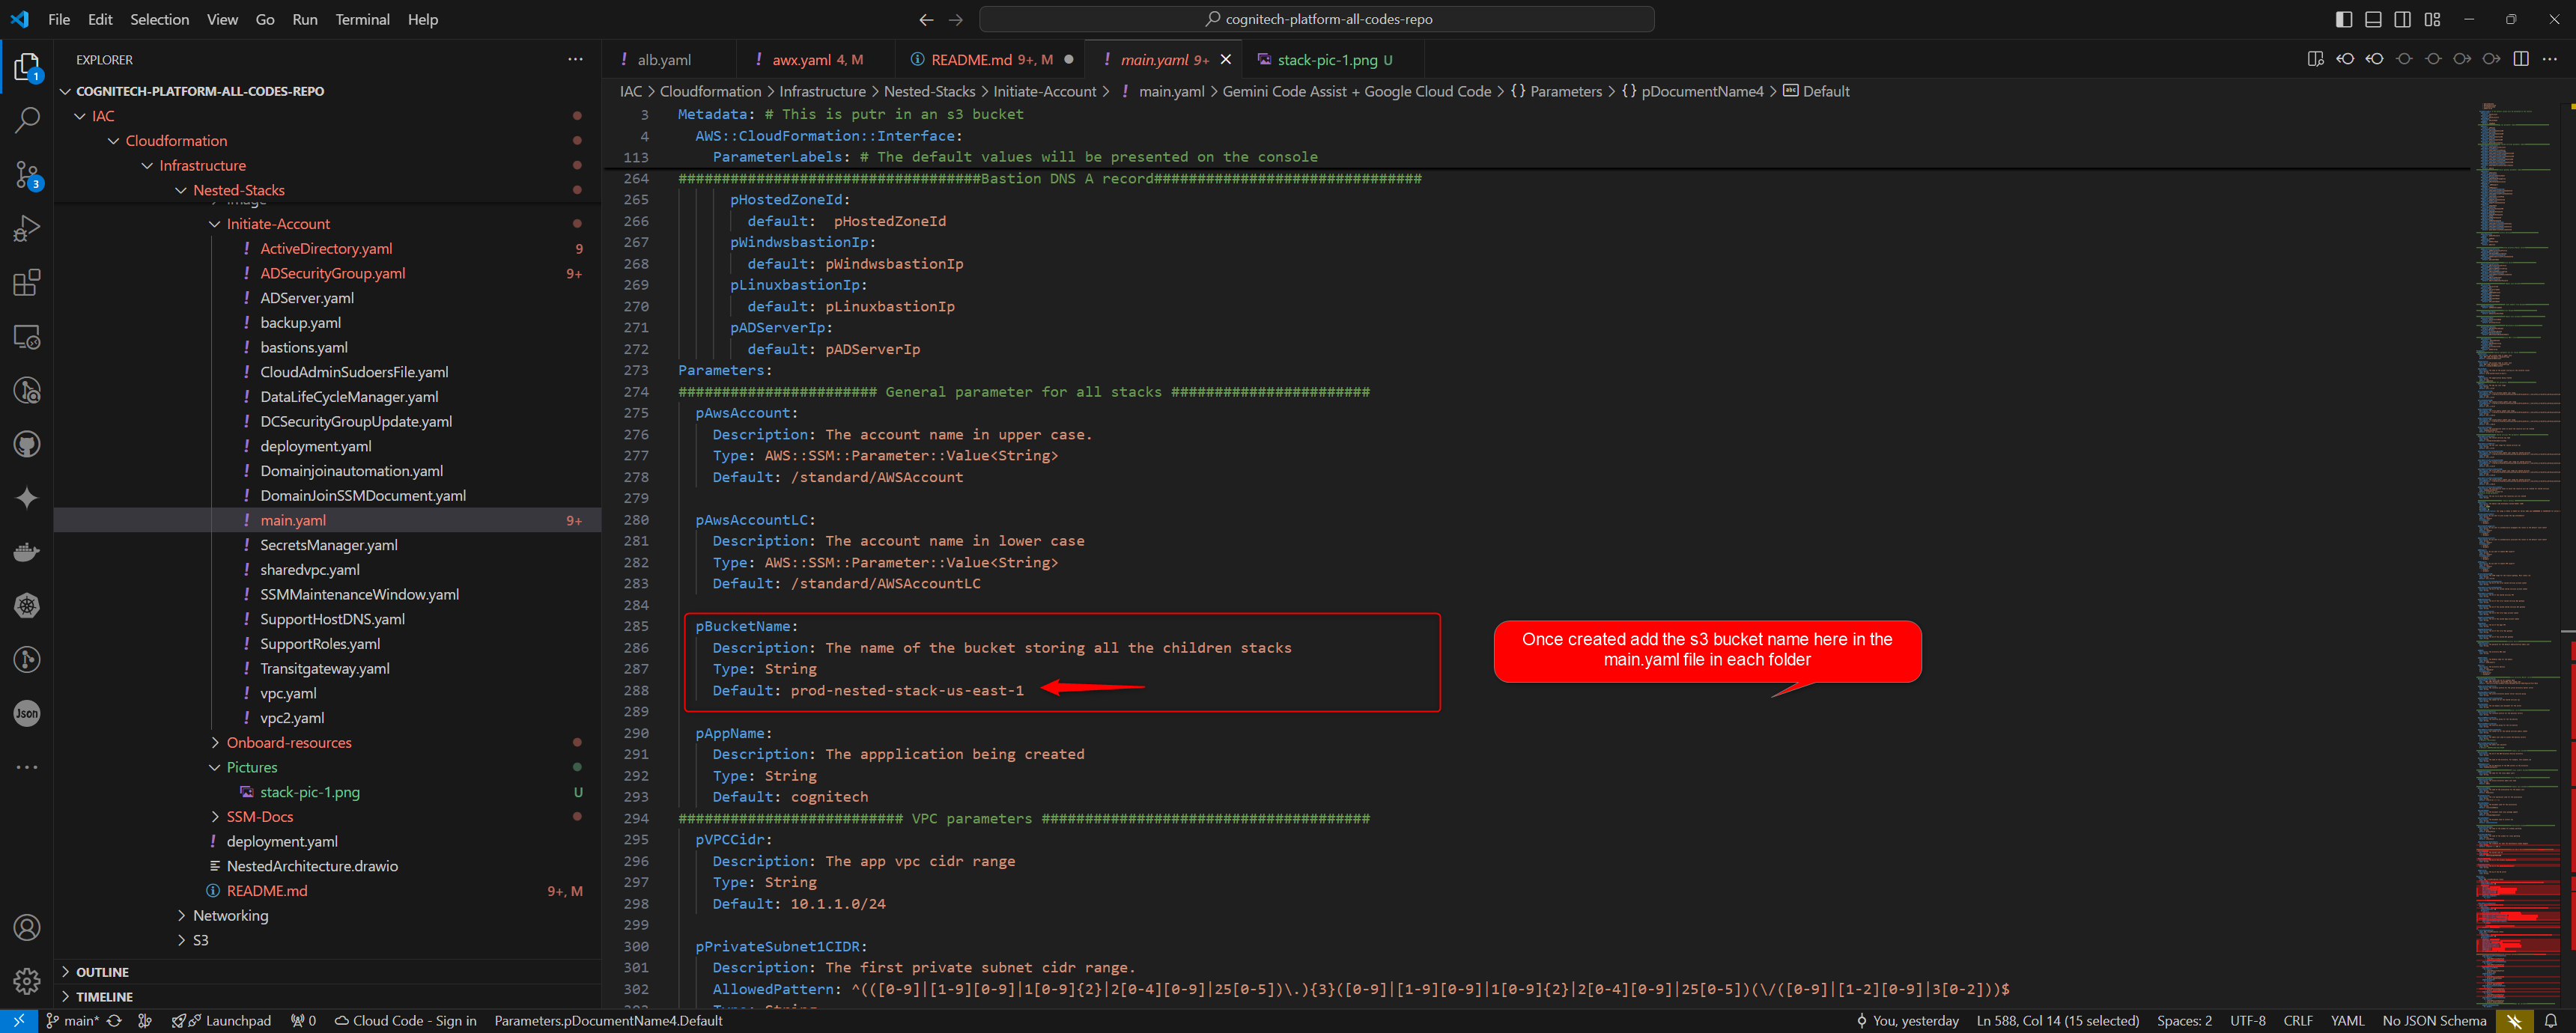 File Edit Selection View Go Run Terminal Help
cognitech-platform-all-codes-repo
EXPLORER
COGNITECH-PLATFORM-ALL-CODES-REPO
IAC
Cloudformation
Infrastructure
Nested-Stacks
Initiate-Account
ActiveDirectory.yaml 9
ADSecurityGroup.yaml 9+
ADServer.yaml
backup.yaml
bastions.yaml
CloudAdminSudoersFile.yaml
DataLifeCycleManager.yaml
DCSecurityGroupUpdate.yaml
deployment.yaml
Domainjoinautomation.yaml
DomainJoinSSMDocument.yaml
main.yaml 9+
SecretsManager.yaml
sharedvpc.yaml
SSMMaintenanceWindow.yaml
SupportHostDNS.yaml
SupportRoles.yaml
Transitgateway.yaml
vpc.yaml
vpc2.yaml
Onboard-resources
Pictures
stack-pic-1.png U
SSM-Docs
deployment.yaml
NestedArchitecture.drawio
README.md 9+, M
Networking
S3
OUTLINE
TIMELINE
1
3
Json
alb.yaml awx.yaml 4, M README.md 9+, M main.yaml 9+ stack-pic-1.png U
IAC > Cloudformation > Infrastructure > Nested-Stacks > Initiate-Account > ! main.yaml > Gemini Code Assist + Google Cloud Code > {} Parameters > {} pDocumentName4 > Default
3 Metadata: # This is putr in an s3 bucket
4 AWS::CloudFormation::Interface:
113 ParameterLabels: # The default values will be presented on the console
264 ###################################Bastion DNS A record###############################
265 pHostedZoneId:
266 default:  pHostedZoneId
267 pWindwsbastionIp:
268 default: pWindwsbastionIp
269 pLinuxbastionIp:
270 default: pLinuxbastionIp
271 pADServerIp:
272 default: pADServerIp
273 Parameters:
274 ####################### General parameter for all stacks #######################
275 pAwsAccount:
276 Description: The account name in upper case.
277 Type: AWS::SSM::Parameter::Value<String>
278 Default: /standard/AWSAccount
279
280 pAwsAccountLC:
281 Description: The account name in lower case
282 Type: AWS::SSM::Parameter::Value<String>
283 Default: /standard/AWSAccountLC
284
285 pBucketName:
286 Description: The name of the bucket storing all the children stacks
287 Type: String
288 Default: prod-nested-stack-us-east-1
289
290 pAppName:
291 Description: The appplication being created
292 Type: String
293 Default: cognitech
294 ########################## VPC parameters ######################################
295 pVPCCidr:
296 Description: The app vpc cidr range
297 Type: String
298 Default: 10.1.1.0/24
299
300 pPrivateSubnet1CIDR:
301 Description: The first private subnet cidr range.
302 AllowedPattern: ^(([0-9]|[1-9][0-9]|1[0-9]{2}|2[0-4][0-9]|25[0-5])\.){3}([0-9]|[1-9][0-9]|1[0-9]{2}|2[0-4][0-9]|25[0-5])(\/([0-9]|[1-2][0-9]|3[0-2]))$
Once created add the s3 bucket name here in the
main.yaml file in each folder
main* Launchpad 0 Cloud Code - Sign in Parameters.pDocumentName4.Default You, yesterday Ln 588, Col 14 (15 selected) Spaces: 2 UTF-8 CRLF YAML No JSON Schema